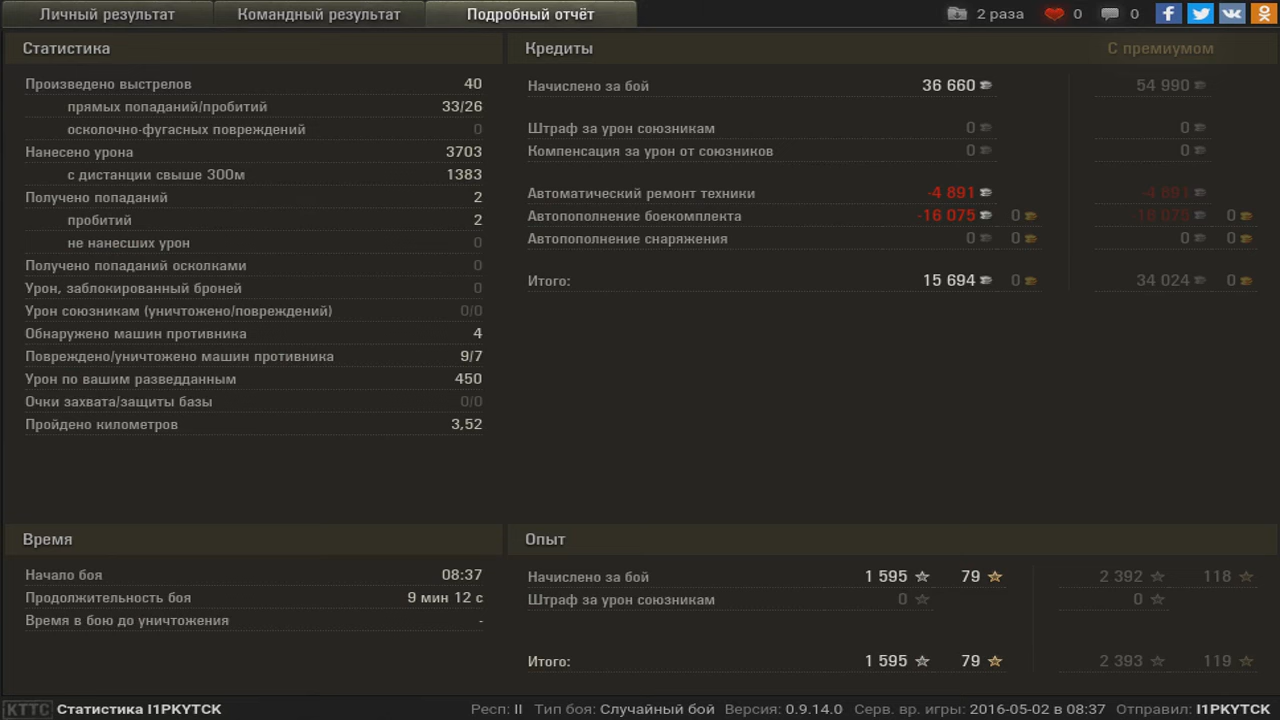 Личный результат Командный результат Подробный отчёт 2 раза 0 0
Статистика
Произведено выстрелов 40
прямых попаданий/пробитий 33/26
осколочно-фугасных повреждений 0
Нанесено урона 3703
с дистанции свыше 300м 1383
Получено попаданий 2
пробитий 2
не нанесших урон 0
Получено попаданий осколками 0
Урон, заблокированный броней 0
Урон союзникам (уничтожено/повреждений) 0/0
Обнаружено машин противника 4
Повреждено/уничтожено машин противника 9/7
Урон по вашим разведданным 450
Очки захвата/защиты базы 0/0
Пройдено километров 3,52
Кредиты С премиумом
Начислено за бой 36 660 54 990
Штраф за урон союзникам 0 0
Компенсация за урон от союзников 0 0
Автоматический ремонт техники -4 891 -4 891
Автопополнение боекомплекта -16 075 0 -16 075 0
Автопополнение снаряжения 0 0 0 0
Итого: 15 694 0 34 024 0
Время
Начало боя 08:37
Продолжительность боя 9 мин 12 с
Время в бою до уничтожения -
Опыт
Начислено за бой 1 595 79 2 392 118
Штраф за урон союзникам 0 0
Итого: 1 595 79 2 393 119
КТТС Статистика I1PKYTCK Респ: II Тип боя: Случайный бой Версия: 0.9.14.0 Серв. вр. игры: 2016-05-02 в 08:37 Отправил: I1PKYTCK